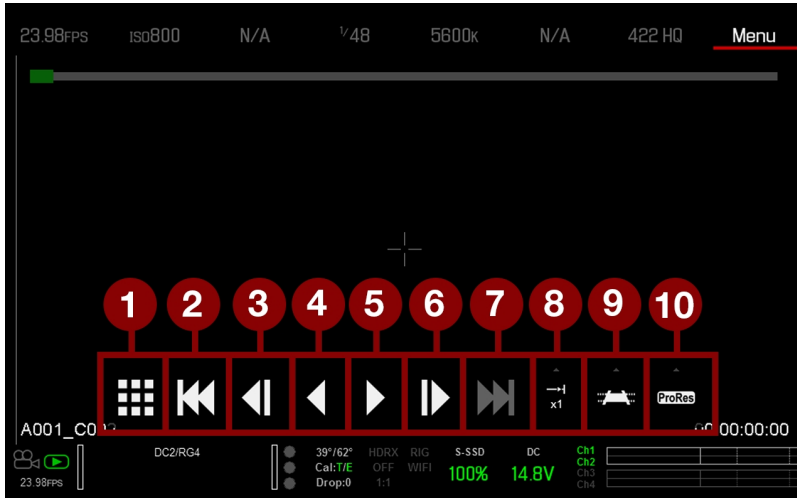 23.98FPS ISO800 N/A 1/48 5600K N/A 422 HQ Menu
1 2 3 4 5 6 7 8 9 10
x1
ProRes
A001_C00 00:00:00
DC2/RG4 39°/62° HDRX RIG S-SSD DC Ch1
Cal:T/E OFF WIFI 100% 14.8V Ch2
23.98FPS Drop:0 1:1 Ch3
Ch4